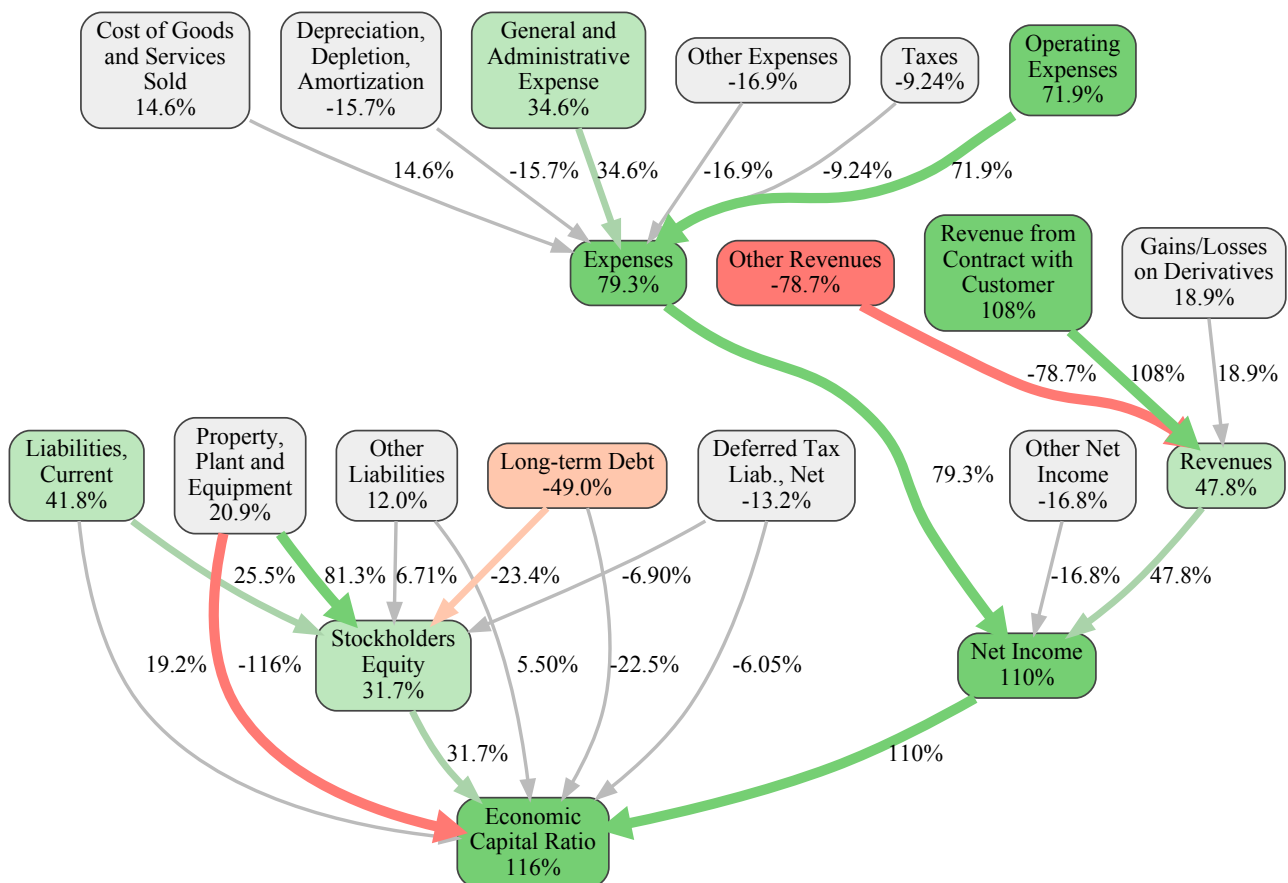 Cost of Goods
and Services
Sold
14.6%
Depreciation,
Depletion,
Amortization
-15.7%
General and
Administrative
Expense
34.6%
Other Expenses
-16.9%
Taxes
-9.24%
Operating
Expenses
71.9%
14.6%
-15.7%
34.6%
-16.9%
-9.24%
71.9%
Expenses
79.3%
Other Revenues
-78.7%
Revenue from
Contract with
Customer
108%
Gains/Losses
on Derivatives
18.9%
-78.7%
108%
18.9%
Liabilities,
Current
41.8%
Property,
Plant and
Equipment
20.9%
Other
Liabilities
12.0%
Long-term Debt
-49.0%
Deferred Tax
Liab., Net
-13.2%
79.3%
Other Net
Income
-16.8%
Revenues
47.8%
25.5%
81.3%
6.71%
-23.4%
-6.90%
-16.8%
47.8%
Stockholders
Equity
31.7%
19.2%
-116%
5.50%
-22.5%
-6.05%
Net Income
110%
31.7%
110%
Economic
Capital Ratio
116%